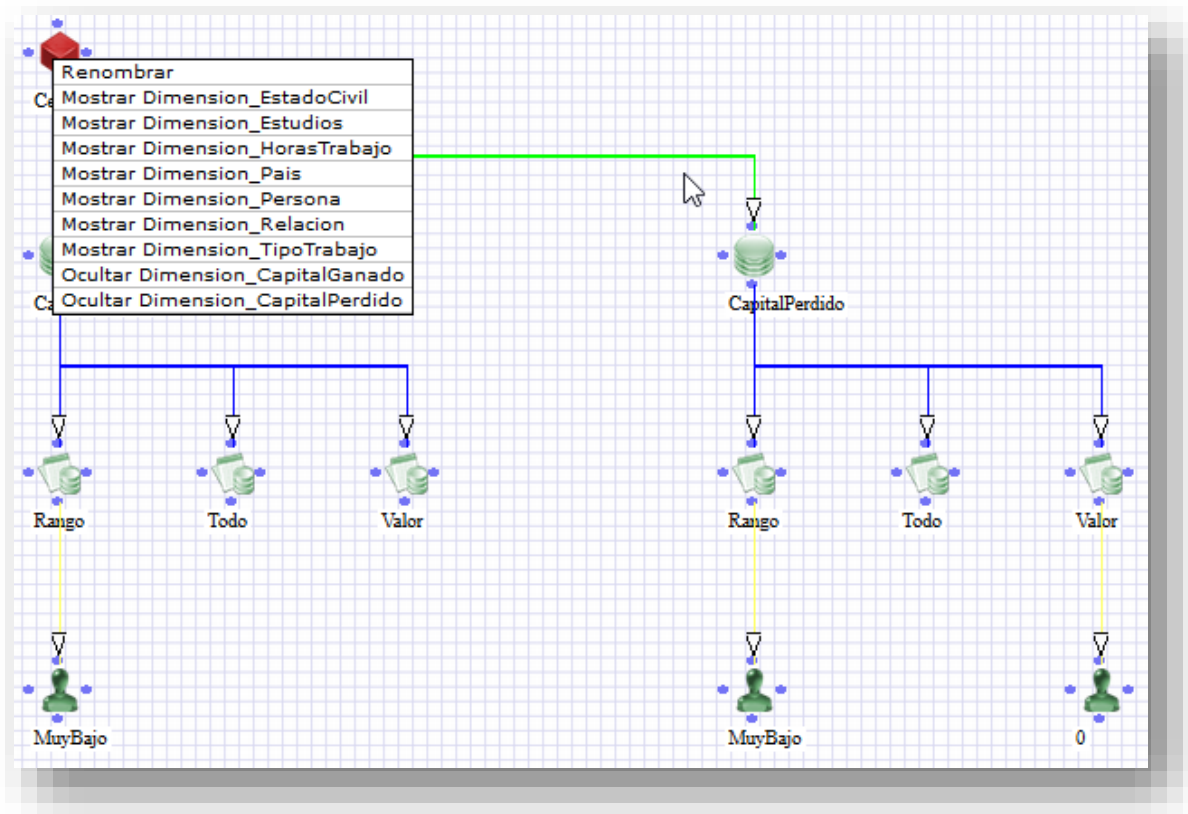 Renombrar
Mostrar Dimension_EstadoCivil
Mostrar Dimension_Estudios
Mostrar Dimension_HorasTrabajo
Mostrar Dimension_Pais
Mostrar Dimension_Persona
Mostrar Dimension_Relacion
Mostrar Dimension_TipoTrabajo
Ocultar Dimension_CapitalGanado
Ocultar Dimension_CapitalPerdido
CapitalPerdido
Rango Todo Valor Rango Todo Valor
MuyBajo MuyBajo 0